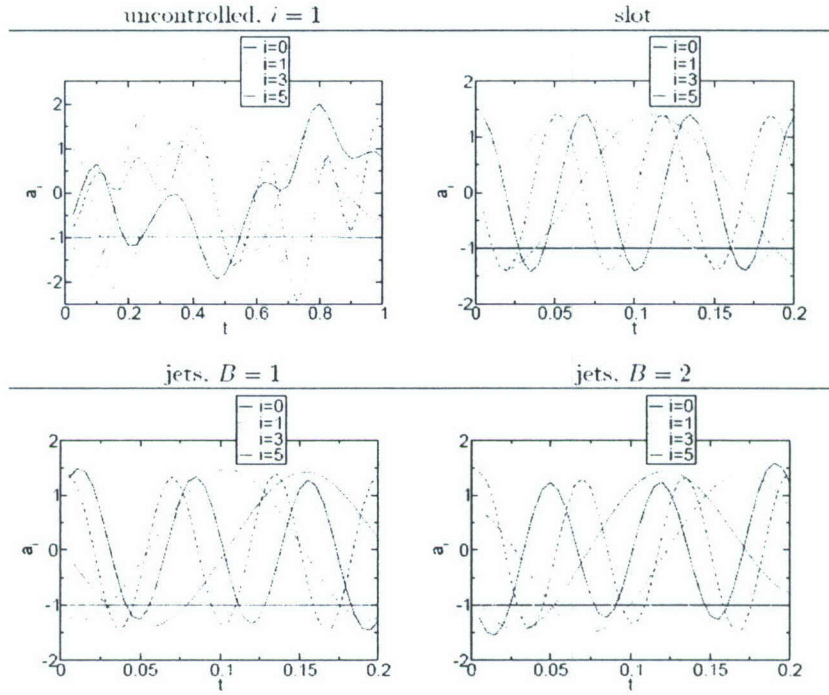 uncontrolled, i = 1
slot
i=0
i=1
i=3
i=5
2
1
0
-1
-2
a_i
0
0.2
0.4
0.6
0.8
1
t
i=0
i=1
i=3
i=5
2
1
0
-1
-2
a_i
0
0.05
0.1
0.15
0.2
t
jets, B = 1
jets, B = 2
i=0
i=1
i=3
i=5
2
1
0
-1
-2
a_i
0
0.05
0.1
0.15
0.2
t
i=0
i=1
i=3
i=5
2
1
0
-1
-2
a_i
0
0.05
0.1
0.15
0.2
t